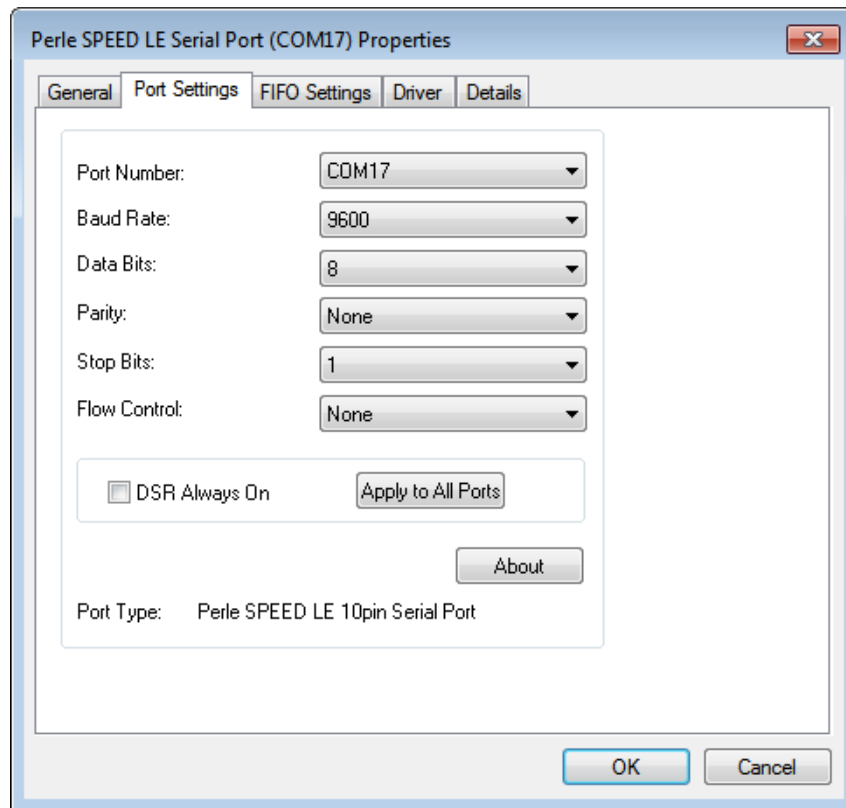 Perle SPEED LE Serial Port (COM17) Properties
General Port Settings FIFO Settings Driver Details
Port Number: COM17
Baud Rate: 9600
Data Bits: 8
Parity: None
Stop Bits: 1
Flow Control: None
DSR Always On Apply to All Ports
About
Port Type: Perle SPEED LE 10pin Serial Port
OK Cancel